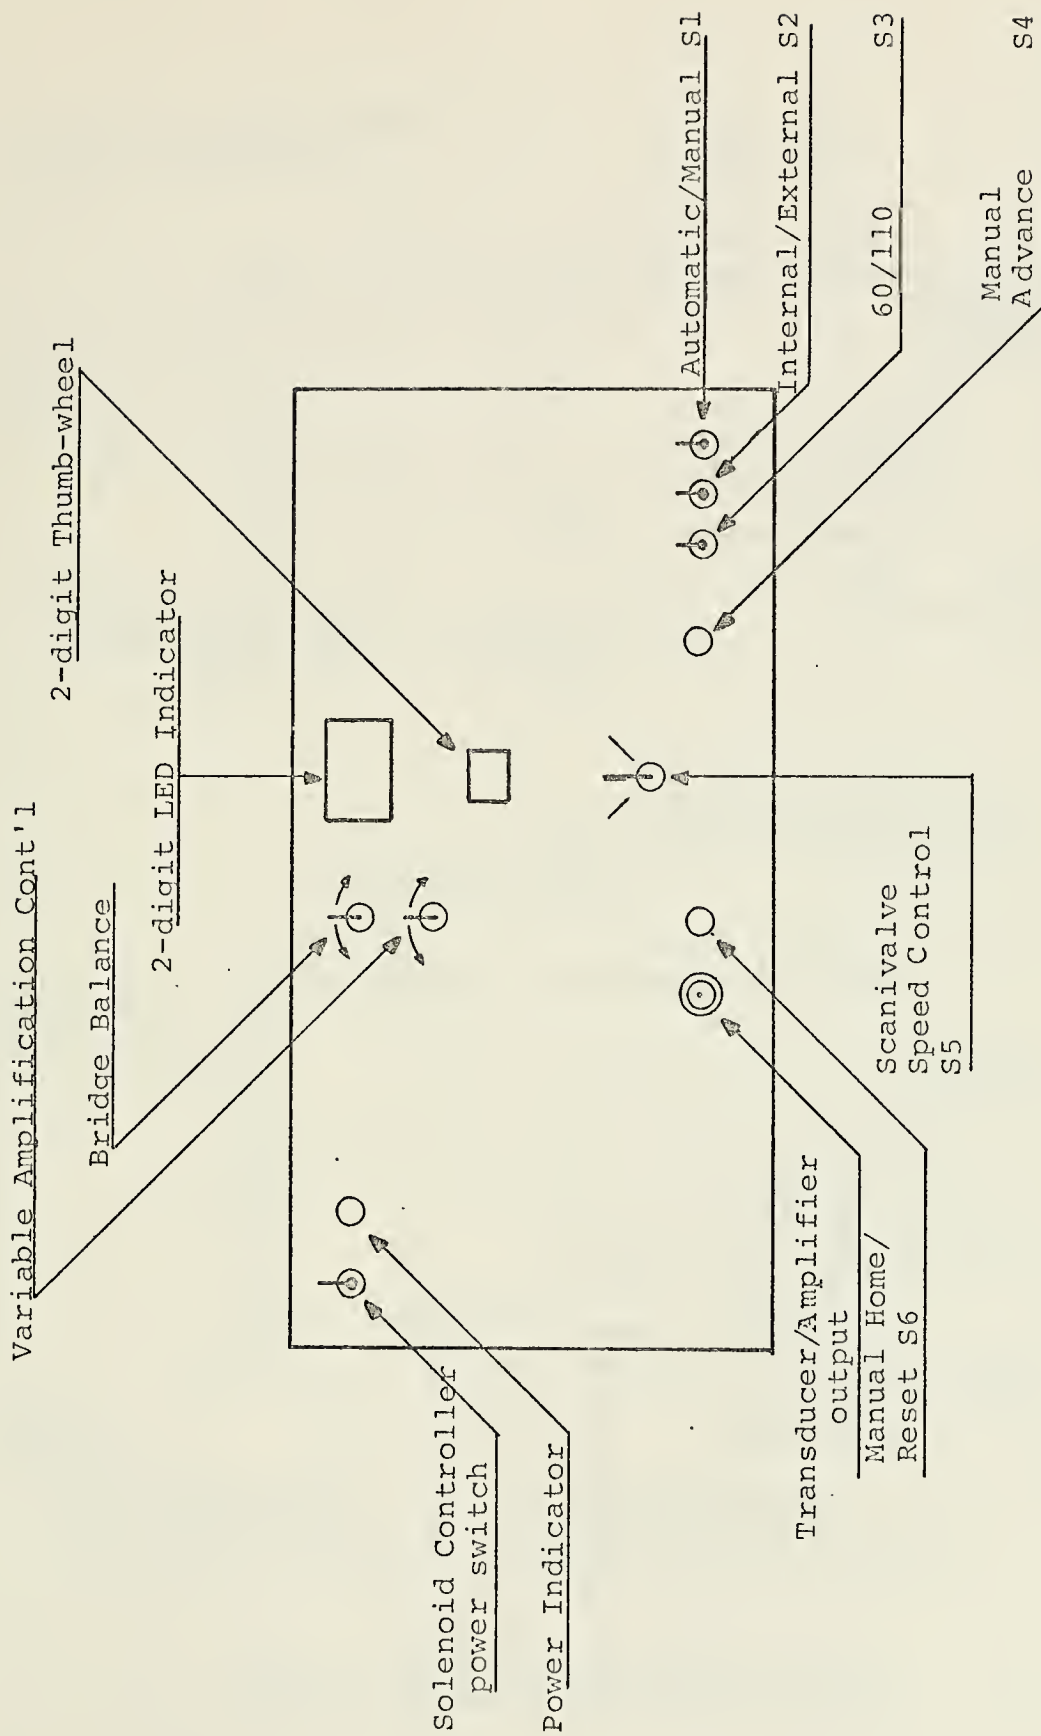 Variable Amplification Cont'l
Bridge Balance
2-digit LED Indicator
2-digit Thumb-wheel
Solenoid Controller
power switch
Power Indicator
Automatic/Manual S1
Internal/External S2
60/110 S3
Manual
Advance S4
Scanivalve
Speed Control
S5
Transducer/Amplifier
output
Manual Home/
Reset S6